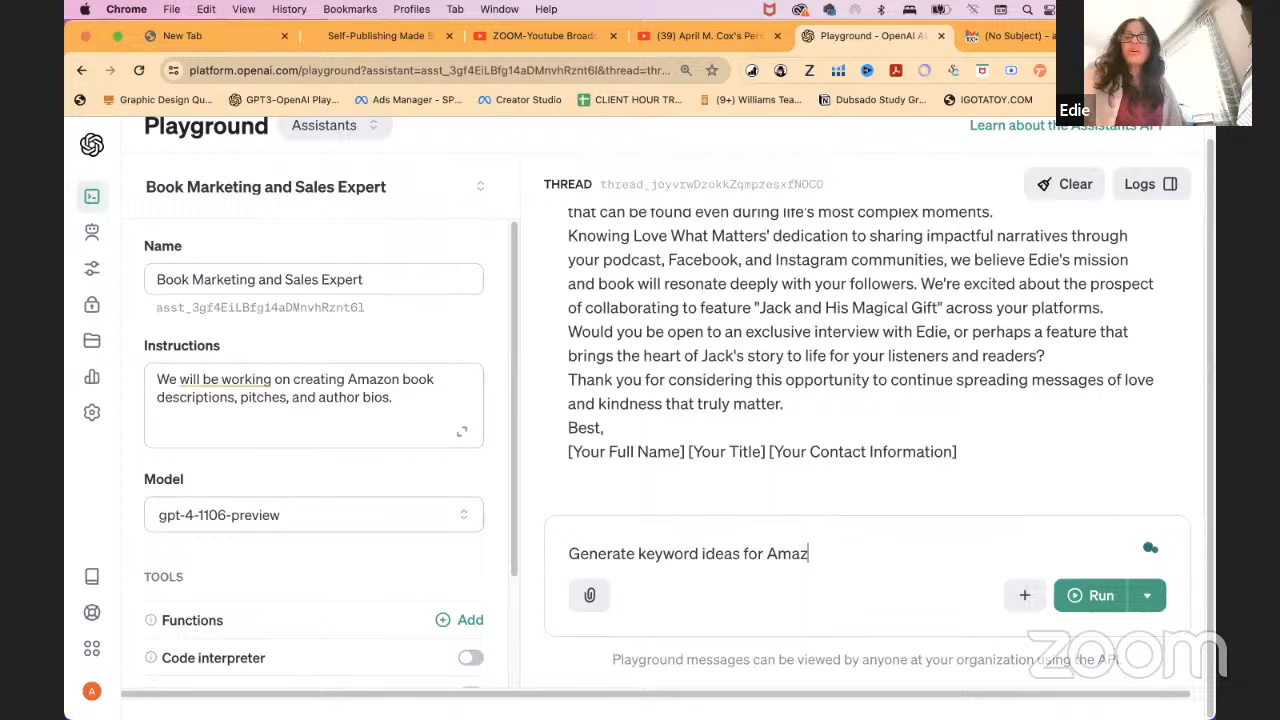 Chrome File Edit View History Bookmarks Profiles Tab Window Help
New Tab Self-Publishing Made S ZOOM-Youtube Broadc (39) April M. Cox's Per Playground - OpenAI A (No Subject) - a
platform.openai.com/playground?assistant=asst_3gf4EiLBfg14aDMnvhRznt6l&thread=thr...
Graphic Design Qu... GPT3-OpenAI Play... Ads Manager - SP... Creator Studio CLIENT HOUR TR... (9+) Williams Tea... Dubsado Study Gr... IGOTATOY.COM
Edie
Playground Assistants
Learn about the Assistants API
Book Marketing and Sales Expert
THREAD thread_joyvrwDzokkZqmpzesxfNOCO
Clear Logs
Name
Book Marketing and Sales Expert
asst_3gf4EiLBfg14aDMnvhRznt6l
Instructions
We will be working on creating Amazon book
descriptions, pitches, and author bios.
Model
gpt-4-1106-preview
TOOLS
Functions Add
Code interpreter
A
that can be found even during life's most complex moments.
Knowing Love What Matters' dedication to sharing impactful narratives through
your podcast, Facebook, and Instagram communities, we believe Edie's mission
and book will resonate deeply with your followers. We're excited about the prospect
of collaborating to feature "Jack and His Magical Gift" across your platforms.
Would you be open to an exclusive interview with Edie, or perhaps a feature that
brings the heart of Jack's story to life for your listeners and readers?
Thank you for considering this opportunity to continue spreading messages of love
and kindness that truly matter.
Best,
[Your Full Name] [Your Title] [Your Contact Information]
Generate keyword ideas for Amaz
Run
Playground messages can be viewed by anyone at your organization using the API.
zoom